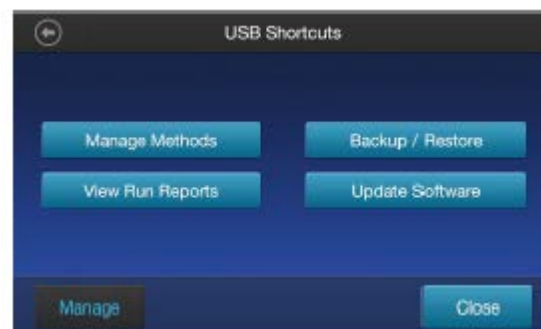 USB Shortcuts
Manage Methods
Backup / Restore
View Run Reports
Update Software
Manage
Close